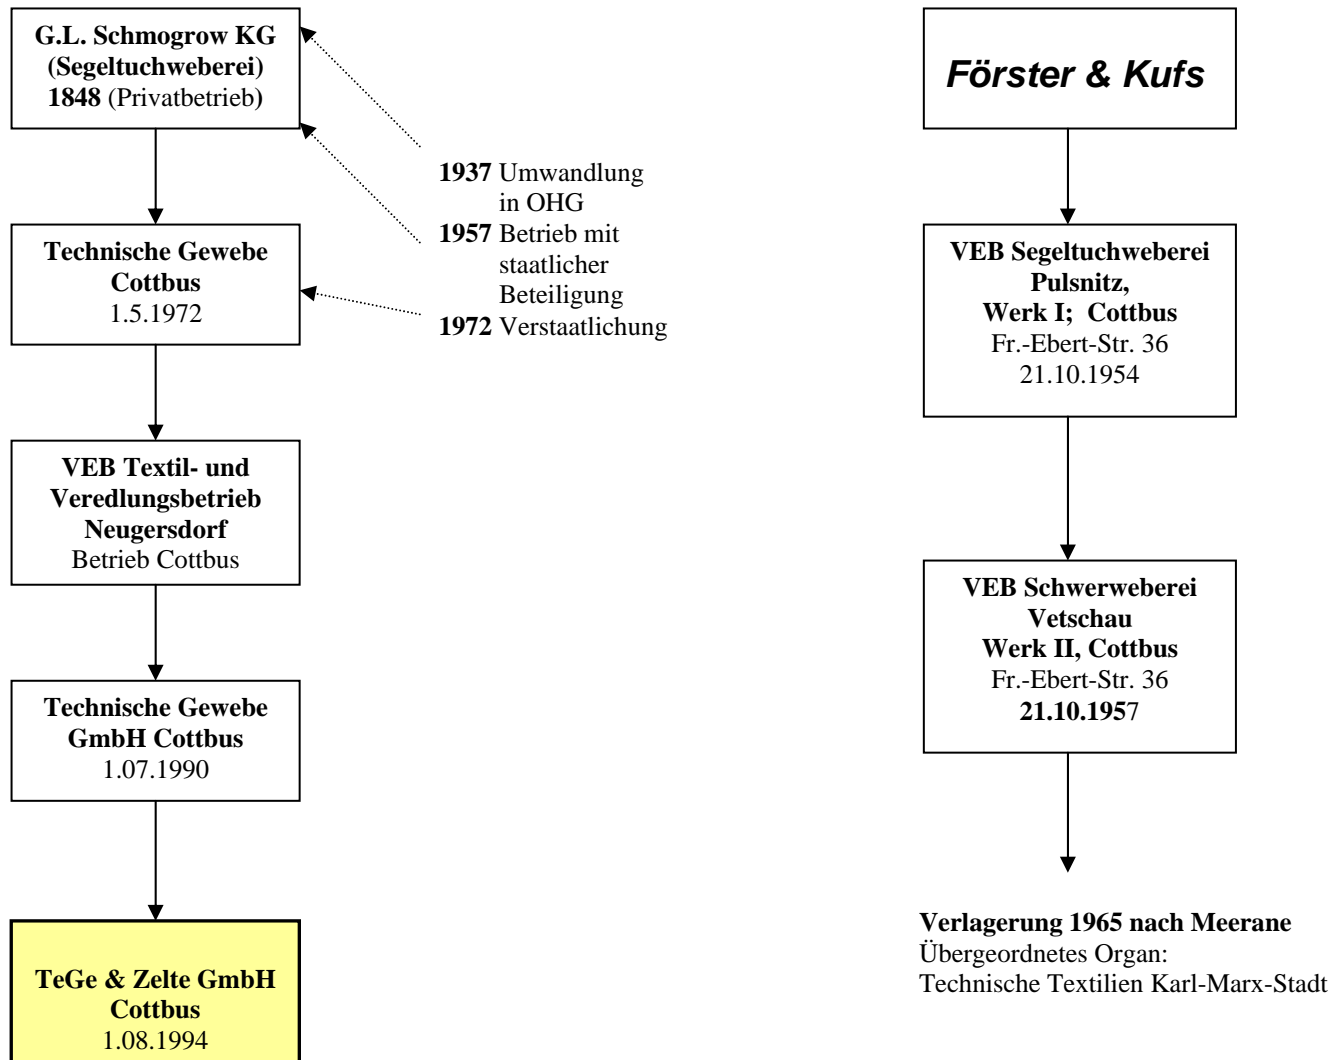 G.L. Schmogrow KG
(Segeltuchweberei)
1848 (Privatbetrieb)
1937 Umwandlung
in OHG
1957 Betrieb mit
staatlicher
Beteiligung
1972 Verstaatlichung
Technische Gewebe
Cottbus
1.5.1972
VEB Textil- und
Veredlungsbetrieb
Neugersdorf
Betrieb Cottbus
Technische Gewebe
GmbH Cottbus
1.07.1990
TeGe & Zelte GmbH
Cottbus
1.08.1994
Förster & Kufs
VEB Segeltuchweberei
Pulsnitz,
Werk I; Cottbus
Fr.-Ebert-Str. 36
21.10.1954
VEB Schwerweberei
Vetschau
Werk II, Cottbus
Fr.-Ebert-Str. 36
21.10.1957
Verlagerung 1965 nach Meerane
Übergeordnetes Organ:
Technische Textilien Karl-Marx-Stadt